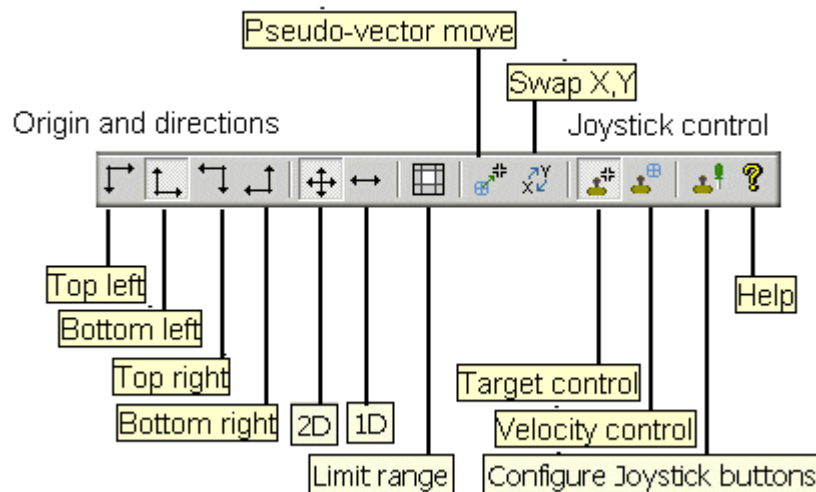 Pseudo-vector move
Swap X,Y
Origin and directions
Joystick control
X Y
Top left
Bottom left
Top right
Bottom right
2D
1D
Limit range
Target control
Velocity control
Configure Joystick buttons
Help
?